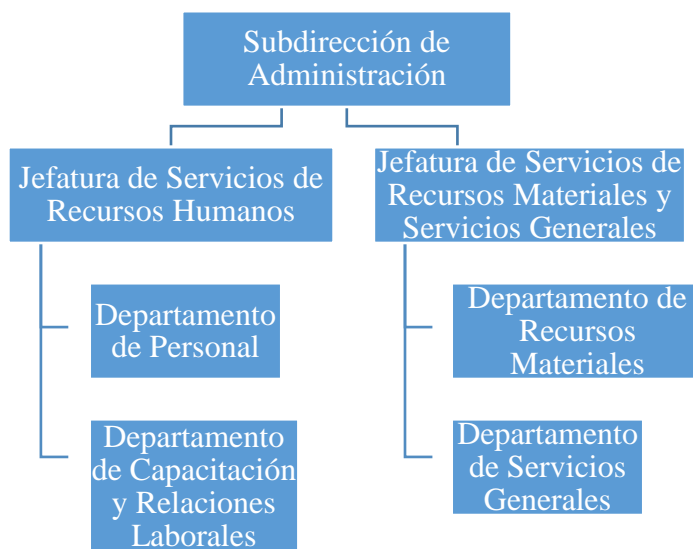 Subdirección de
Administración
Jefatura de Servicios de
Recursos Humanos
Jefatura de Servicios de
Recursos Materiales y
Servicios Generales
Departamento
de Personal
Departamento de
Recursos
Materiales
Departamento
de Capacitación
y Relaciones
Laborales
Departamento
de Servicios
Generales